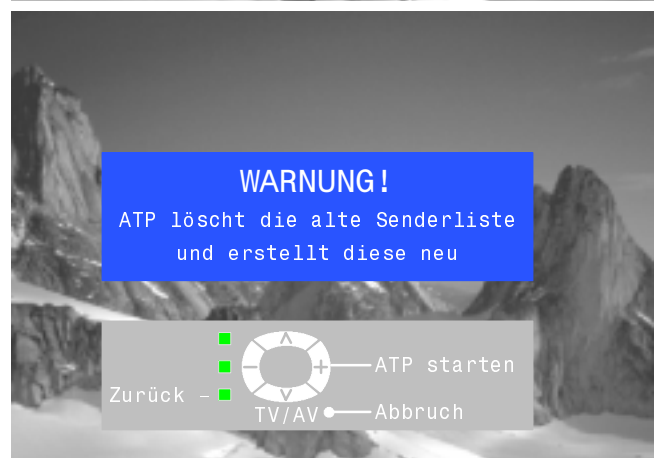 WARNUNG!
ATP löscht die alte Senderliste
und erstellt diese neu
ATP starten
Zurück
TV/AV
Abbruch